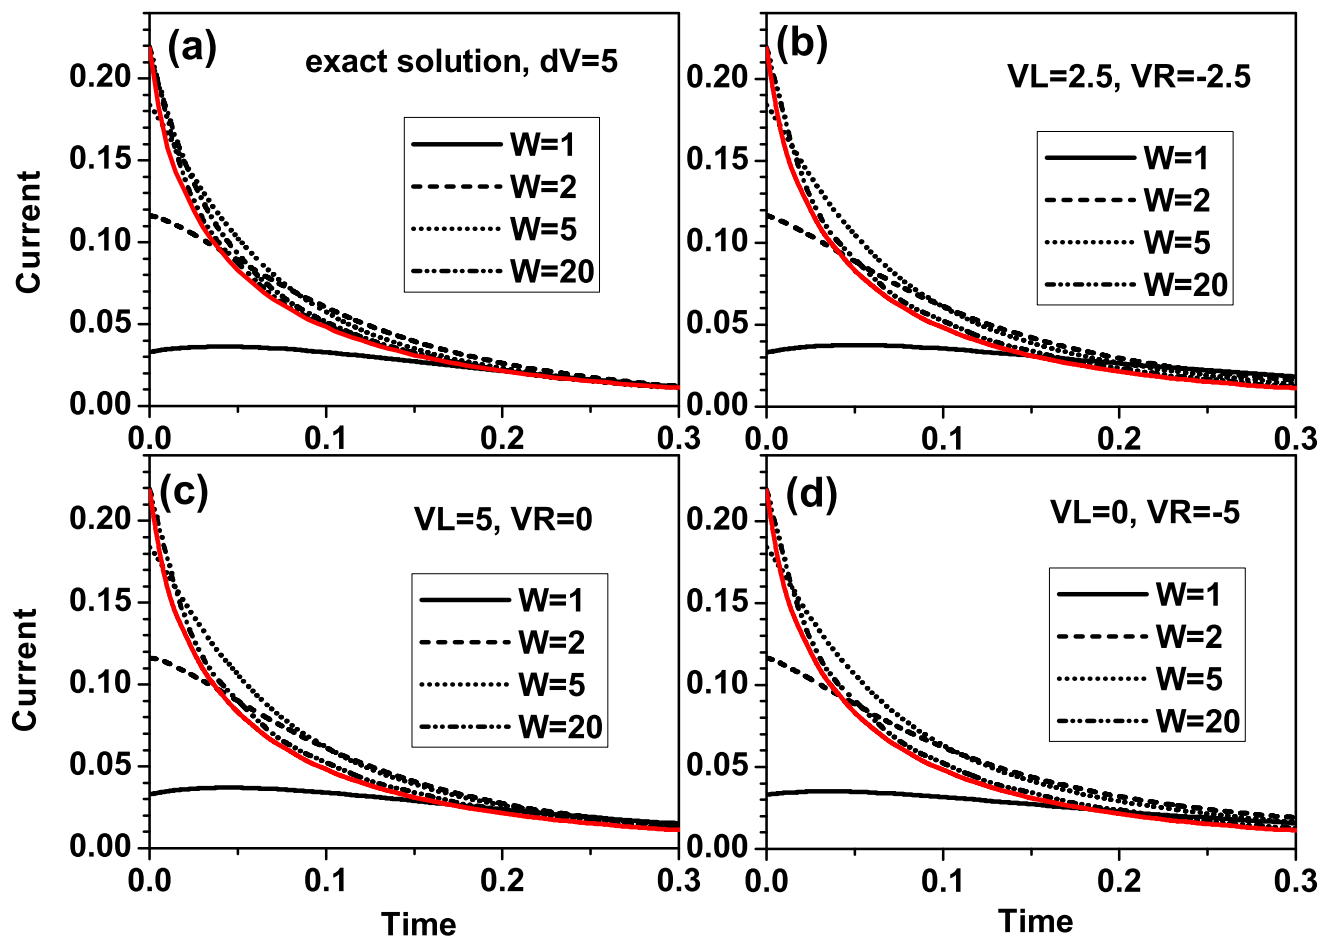 (a)
exact solution, dV=5
W=1
W=2
W=5
W=20
Current
0.20
0.15
0.10
0.05
0.00
0.0 0.1 0.2 0.3
(b)
VL=2.5, VR=-2.5
W=1
W=2
W=5
W=20
0.20
0.15
0.10
0.05
0.00
0.0 0.1 0.2 0.3
(c)
VL=5, VR=0
W=1
W=2
W=5
W=20
Current
0.20
0.15
0.10
0.05
0.00
0.0 0.1 0.2 0.3
Time
(d)
VL=0, VR=-5
W=1
W=2
W=5
W=20
0.20
0.15
0.10
0.05
0.00
0.0 0.1 0.2 0.3
Time